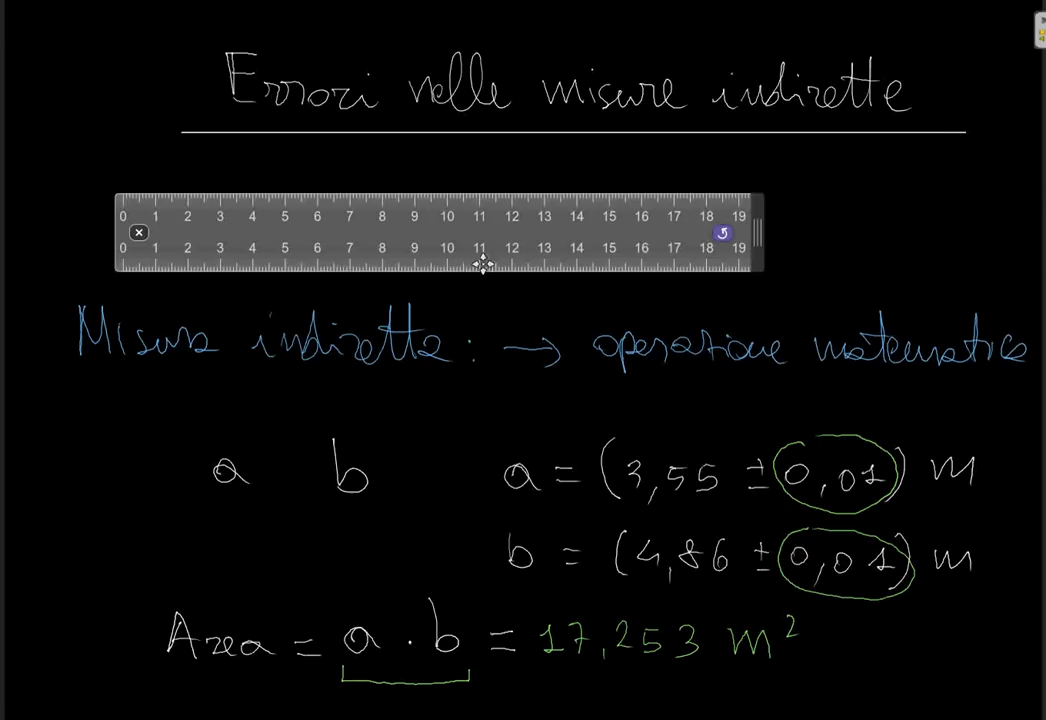 Errori nelle misure indirette
0 1 2 3 4 5 6 7 8 9 10 11 12 13 14 15 16 17 18 19
0 1 2 3 4 5 6 7 8 9 10 11 12 13 14 15 16 17 18 19
Misura indiretta: → operazione matematica
a b a = (3,55 ± 0,01) m
b = (4,86 ± 0,01) m
Area = a · b = 17,253 m²